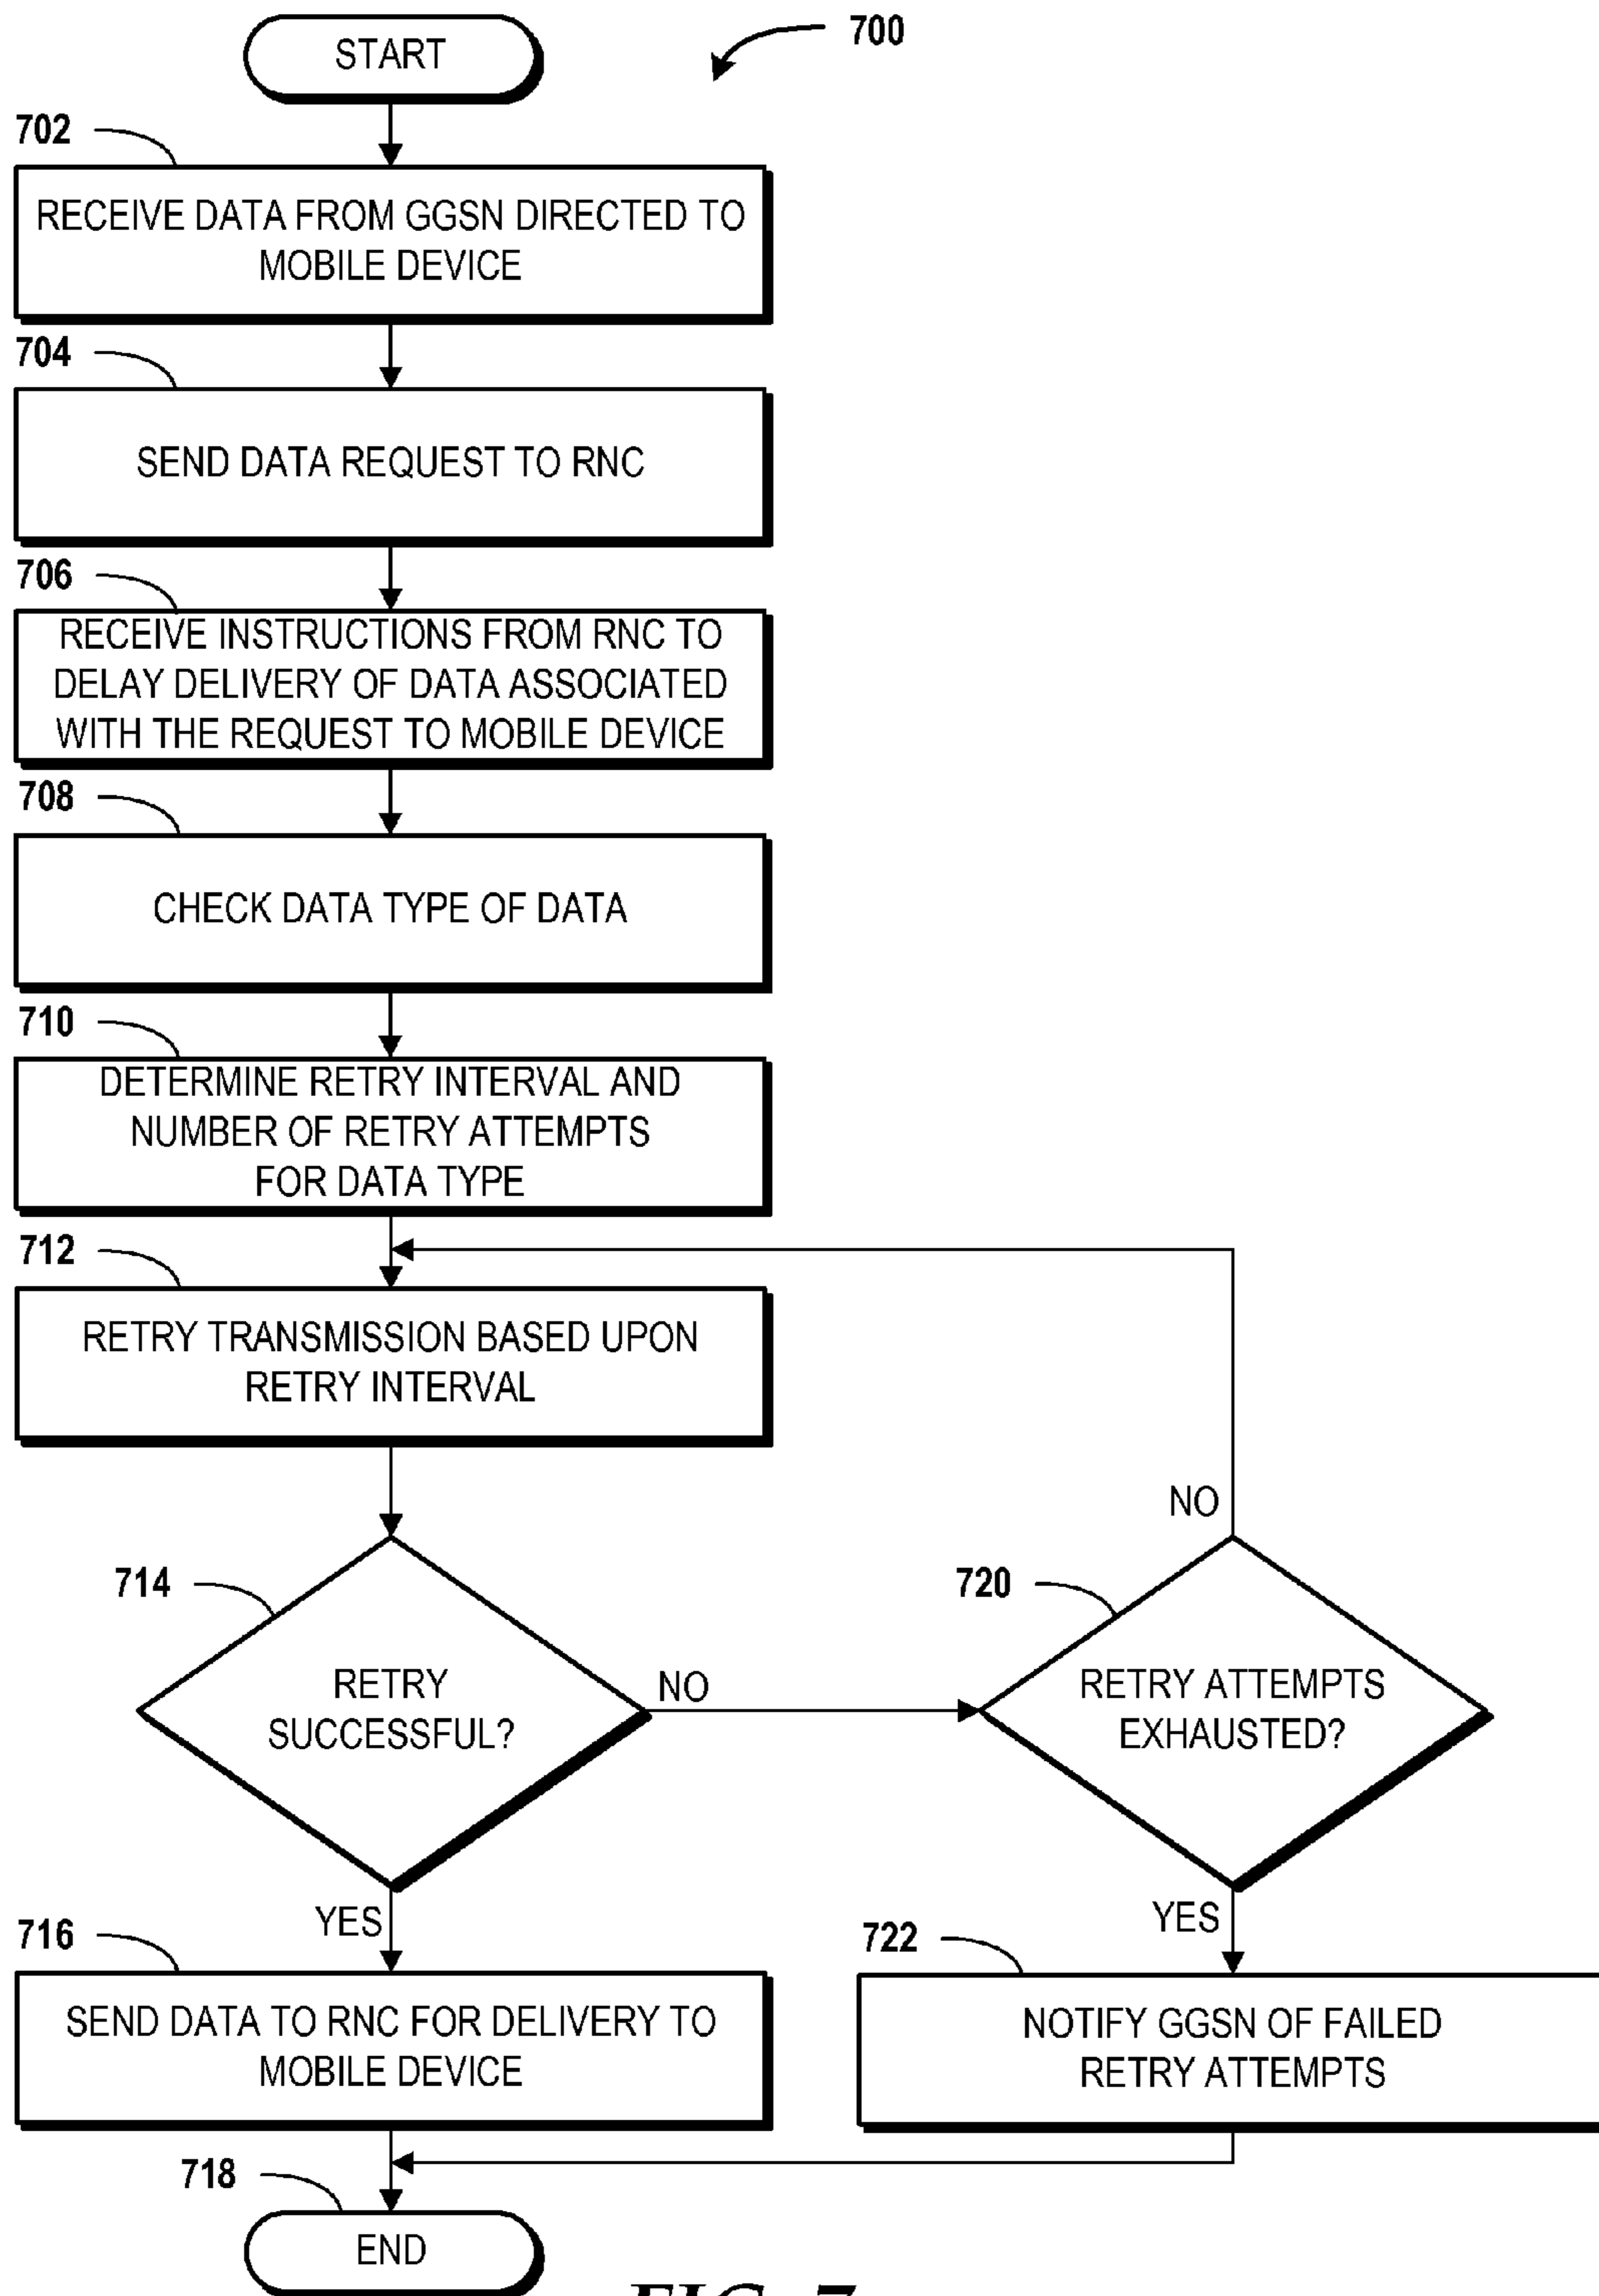 START
700
702
RECEIVE DATA FROM GGSN DIRECTED TO
MOBILE DEVICE
704
SEND DATA REQUEST TO RNC
706
RECEIVE INSTRUCTIONS FROM RNC TO
DELAY DELIVERY OF DATA ASSOCIATED
WITH THE REQUEST TO MOBILE DEVICE
708
CHECK DATA TYPE OF DATA
710
DETERMINE RETRY INTERVAL AND
NUMBER OF RETRY ATTEMPTS
FOR DATA TYPE
712
RETRY TRANSMISSION BASED UPON
RETRY INTERVAL
714
RETRY
SUCCESSFUL?
NO
720
RETRY ATTEMPTS
EXHAUSTED?
NO
YES
716
SEND DATA TO RNC FOR DELIVERY TO
MOBILE DEVICE
YES
722
NOTIFY GGSN OF FAILED
RETRY ATTEMPTS
718
END
FIG. 7